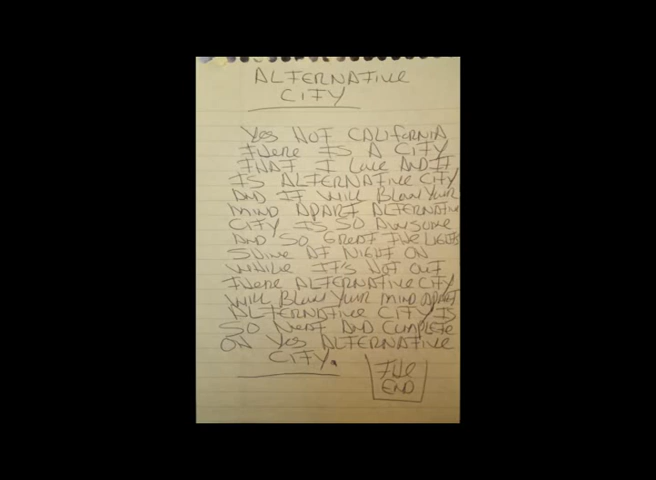 ALTERNATIVE
CITY
Yes NOT CALIFORNIA
THERE IS A CITY
THAT I LOVE AND IT
IS ALTERNATIVE CITY
AND IT WILL BLOW YOUR
MIND APART ALTERNATIVE
CITY IS SO AWSOME
AND SO GREAT THE LIGHTS
SHINE AT NIGHT OH
WHILE IT'S HOT OUT
THERE ALTERNATIVE CITY
WILL BLOW YOUR MIND APART
ALTERNATIVE CITY IS
SO NEAT AND COMPLETE
OH Yes ALTERNATIVE
CITY.
THE
END